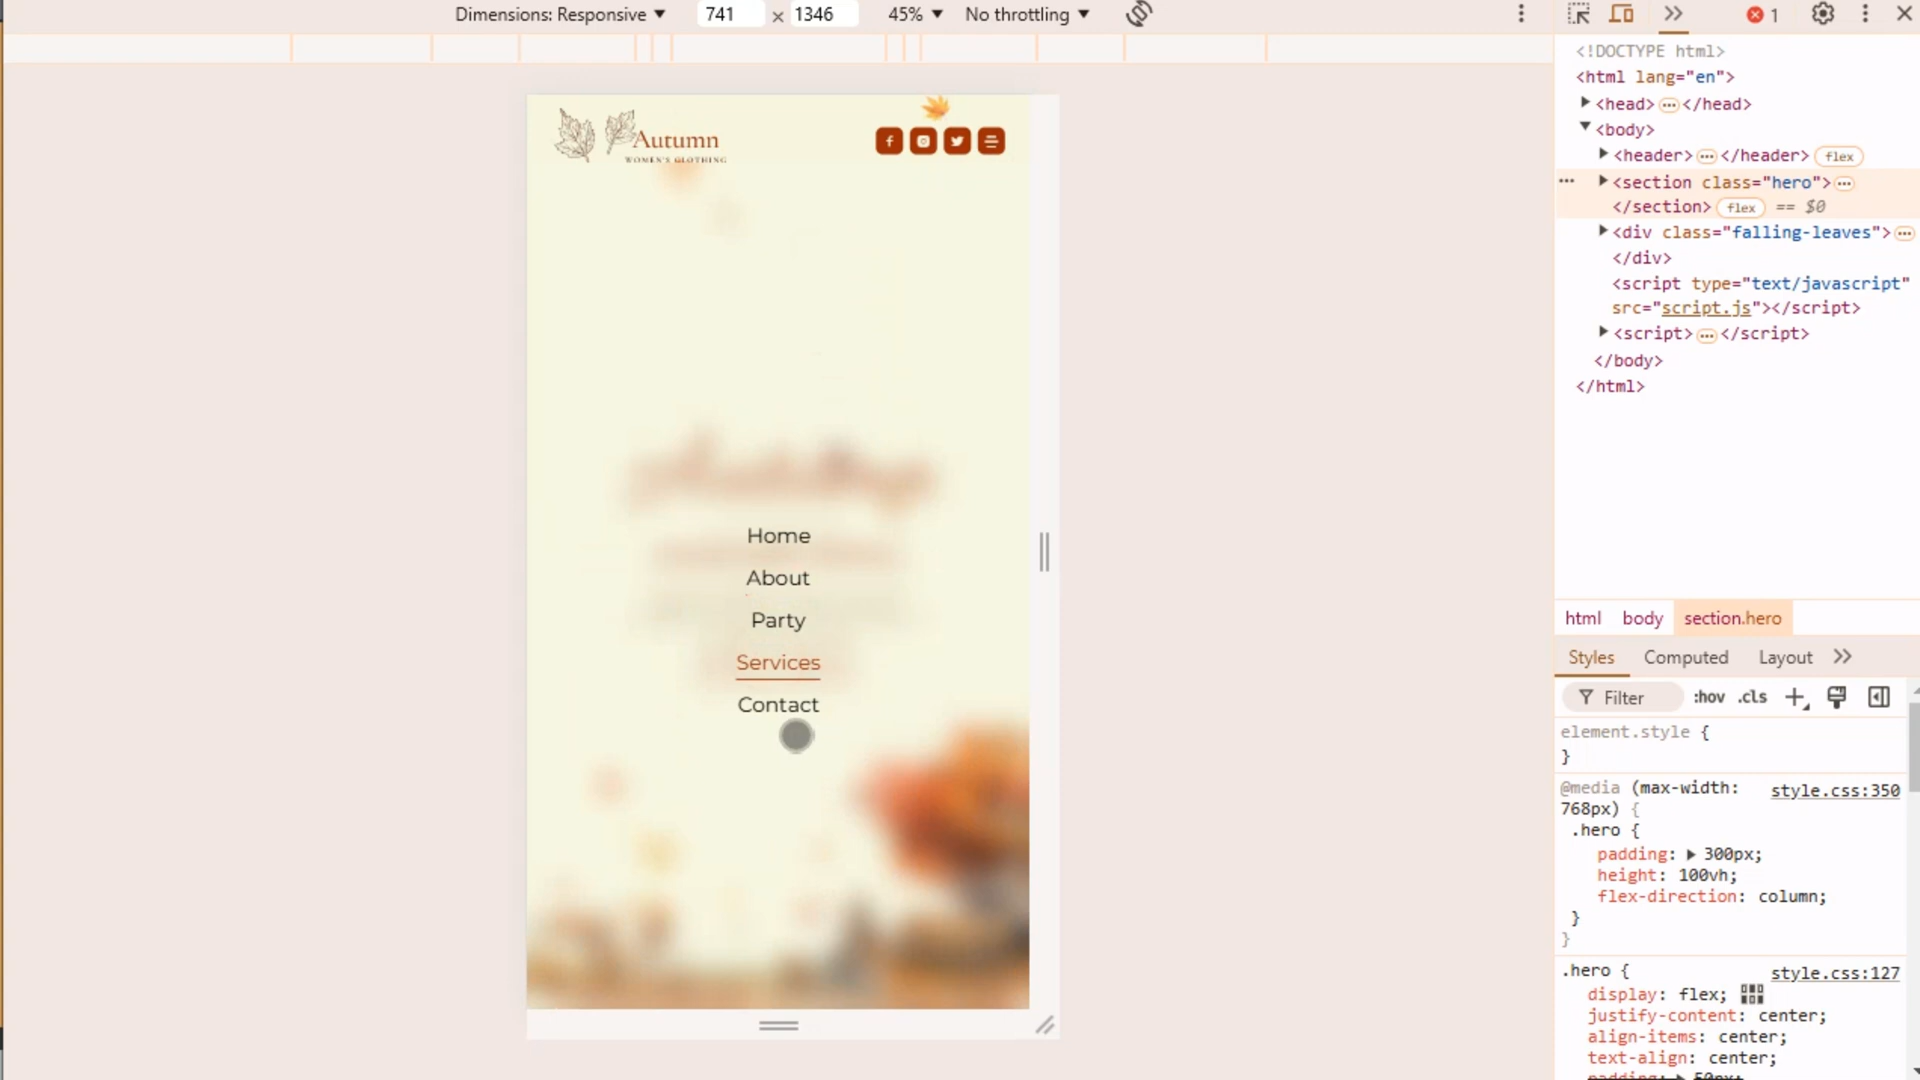 Dimensions: Responsive ▼ 741 × 1346 45% ▼ No throttling ▼
1
<!DOCTYPE html>
<html lang="en">
<head> … </head>
<body>
<header> … </header> flex
<section class="hero"> …
</section> flex == $0
<div class="falling-leaves"> …
</div>
<script type="text/javascript"
src="script.js"></script>
<script> … </script>
</body>
</html>
Autumn
WOMEN'S CLOTHING
Home
About
Party
Services
Contact
html body section.hero
Styles Computed Layout
Filter :hov .cls
element.style {
}
@media (max-width: style.css:350
768px) {
.hero {
padding: 300px;
height: 100vh;
flex-direction: column;
}
}
.hero { style.css:127
display: flex;
justify-content: center;
align-items: center;
text-align: center;
padding: 50px;